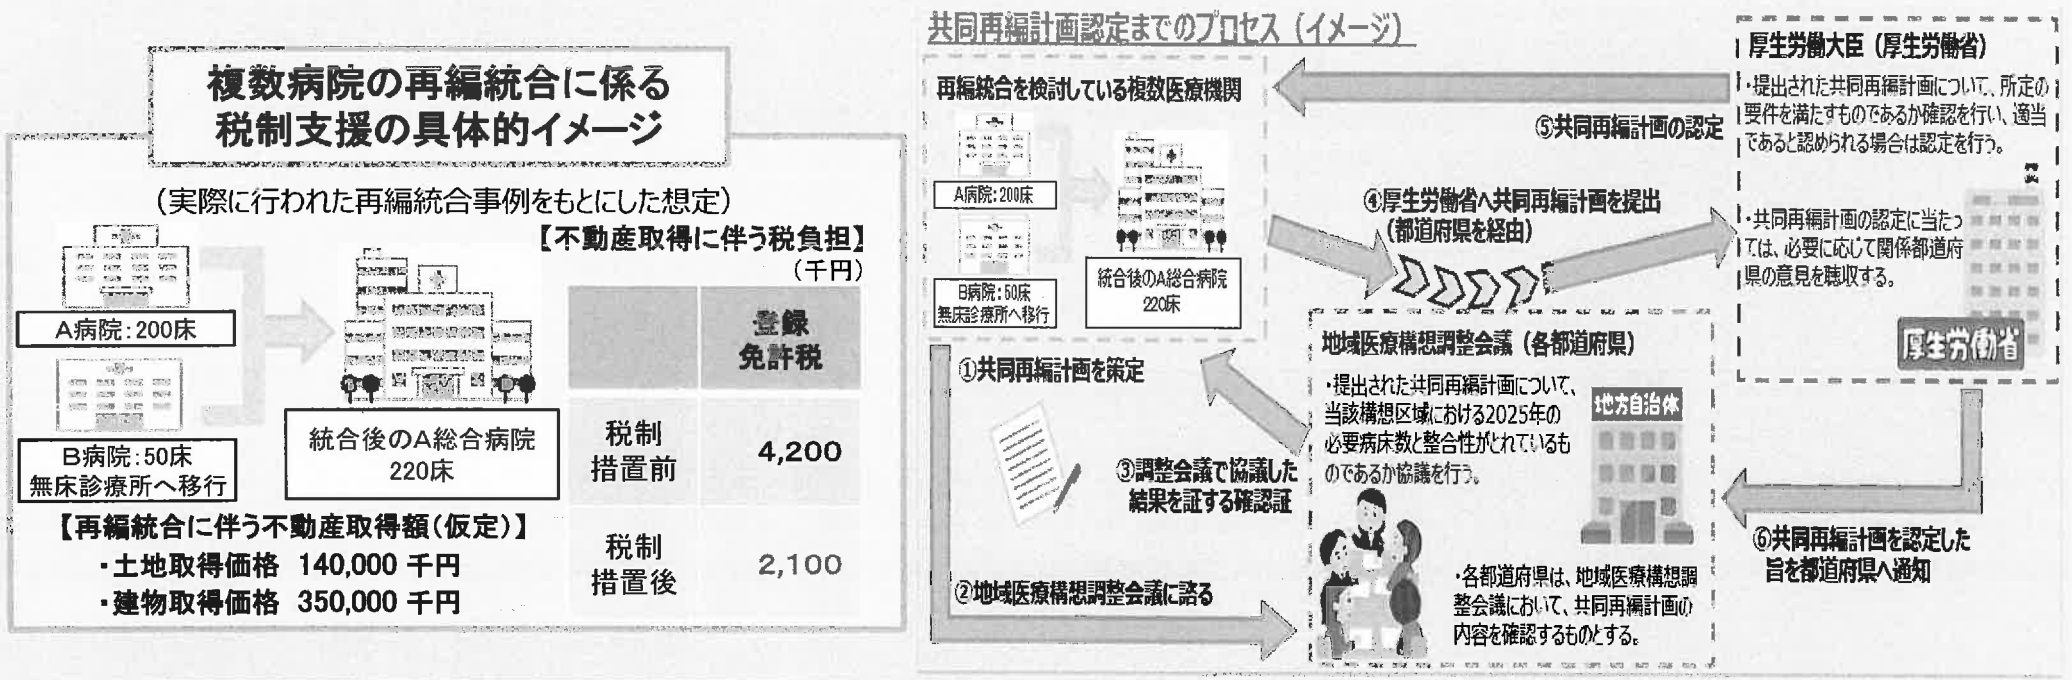 複数病院の再編統合に係る
税制支援の具体的イメージ
（実際に行われた再編統合事例をもとにした想定）
【不動産取得に伴う税負担】
（千円）
A病院：200床
B病院：50床
無床診療所へ移行
統合後のA総合病院
220床
登録
免許税
税制
措置前
4,200
税制
措置後
2,100
【再編統合に伴う不動産取得額（仮定）】
・土地取得価格 140,000 千円
・建物取得価格 350,000 千円
共同再編計画認定までのプロセス（イメージ）
再編統合を検討している複数医療機関
A病院：200床
B病院：50床
無床診療所へ移行
統合後のA総合病院
220床
①共同再編計画を策定
②地域医療構想調整会議に諮る
③調整会議で協議した
結果を証する確認証
④厚生労働省へ共同再編計画を提出
（都道府県を経由）
⑤共同再編計画の認定
地域医療構想調整会議（各都道府県）
・提出された共同再編計画について、
当該構想区域における2025年の
必要病床数と整合性がとれているも
のであるか協議を行う。
地方自治体
・各都道府県は、地域医療構想調
整会議において、共同再編計画の
内容を確認するものとする。
厚生労働大臣（厚生労働省）
・提出された共同再編計画について、所定の
要件を満たすものであるか確認を行い、適当
であると認められる場合は認定を行う。
・共同再編計画の認定に当たっ
ては、必要に応じて関係都道府
県の意見を聴収する。
厚生労働省
⑥共同再編計画を認定した
旨を都道府県へ通知